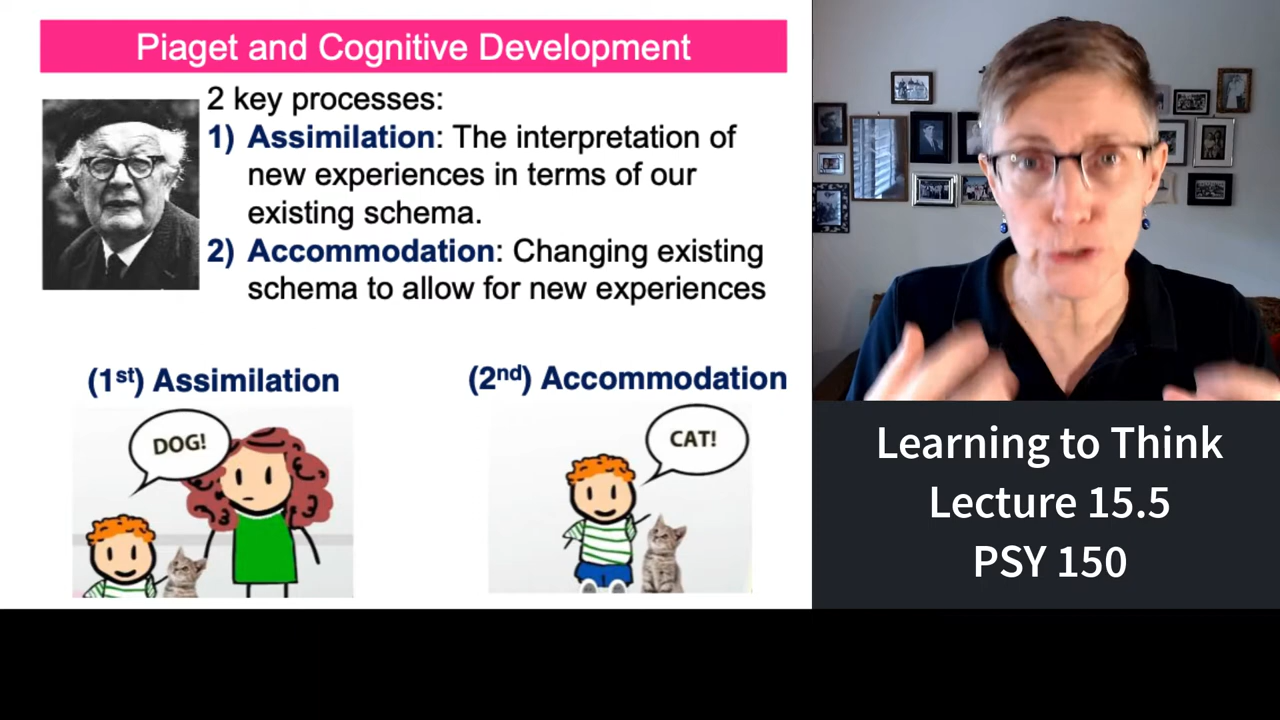 Piaget and Cognitive Development
2 key processes:
1) Assimilation: The interpretation of
new experiences in terms of our
existing schema.
2) Accommodation: Changing existing
schema to allow for new experiences
(1st) Assimilation
DOG!
(2nd) Accommodation
CAT!
Learning to Think
Lecture 15.5
PSY 150